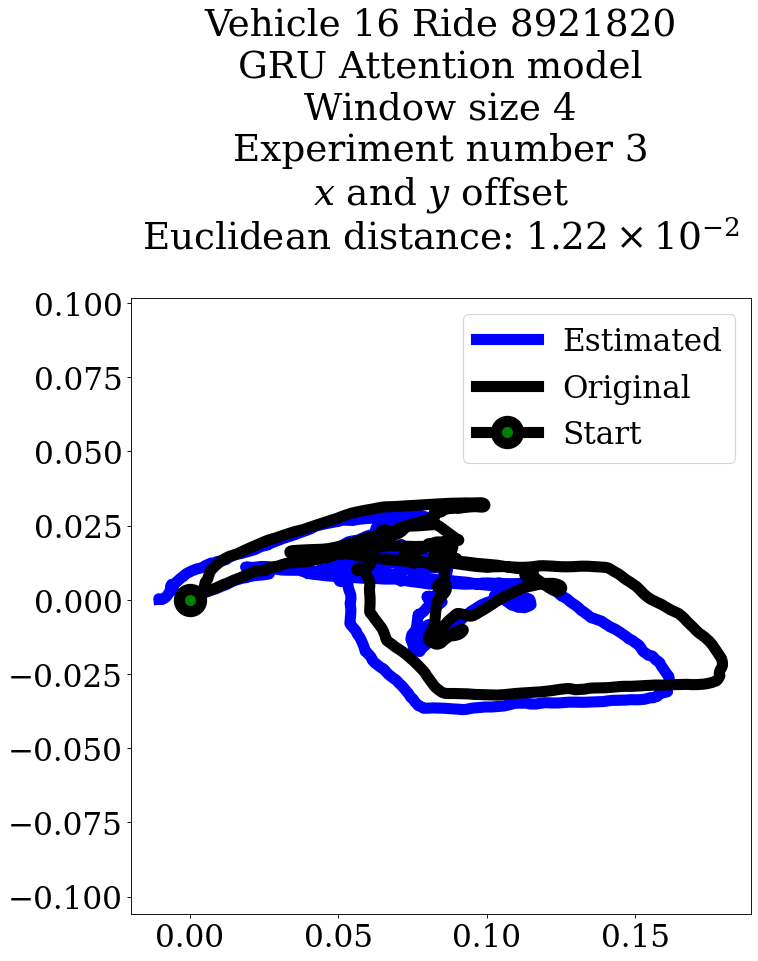 Vehicle 16 Ride 8921820
GRU Attention model
Window size 4
Experiment number 3
x and y offset
Euclidean distance: 1.22 × 10⁻²
0.100
0.075
0.050
0.025
0.000
−0.025
−0.050
−0.075
−0.100
Estimated
Original
Start
0.00 0.05 0.10 0.15